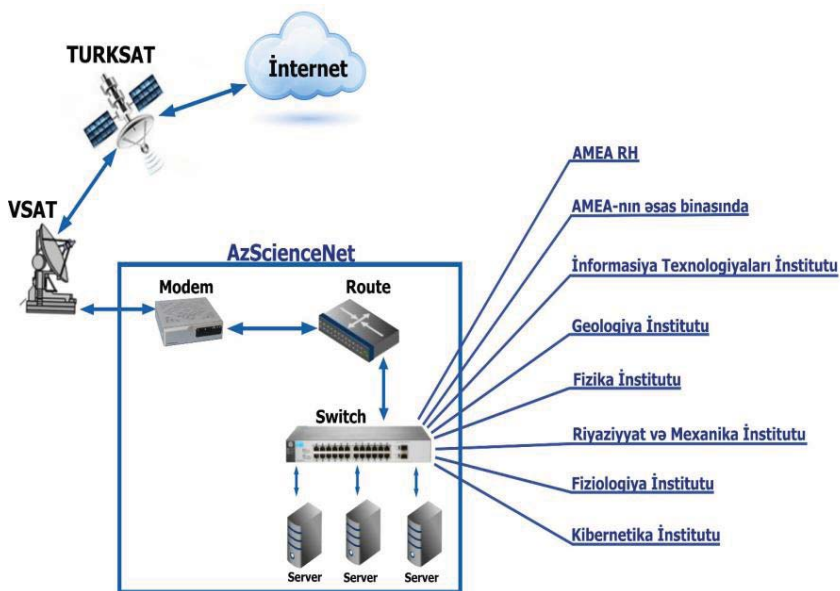 TURKSAT
İnternet
VSAT
AzScienceNet
Modem
Route
Switch
Server
Server
Server
AMEA RH
AMEA-nın əsas binasında
İnformasiya Texnologiyaları İnstitutu
Geologiya İnstitutu
Fizika İnstitutu
Riyaziyyat və Mexanika İnstitutu
Fiziologiya İnstitutu
Kibernetika İnstitutu